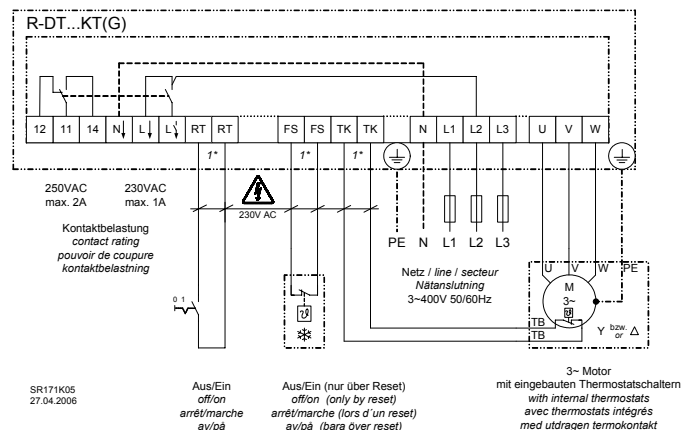 R-DT...KT(G)
12 11 14 N L L RT RT FS FS TK TK N L1 L2 L3 U V W
1* 1* 1*
250VAC 230VAC
max. 2A max. 1A
230V AC
Kontaktbelastung
contact rating
pouvoir de coupure
kontaktbelastning
PE N L1 L2 L3
Netz / line / secteur
Nätanslutning
3~400V 50/60Hz
U V W PE
M
3~
TB
TB
Y bzw. or Δ
0 1
SR171K05
27.04.2006
Aus/Ein
off/on
arrêt/marche
av/på
Aus/Ein (nur über Reset)
off/on (only by reset)
arrêt/marche (lors d´un reset)
av/på (bara över reset)
3~ Motor
mit eingebauten Thermostatschaltern
with internal thermostats
avec thermostats intégrés
med utdragen termokontakt